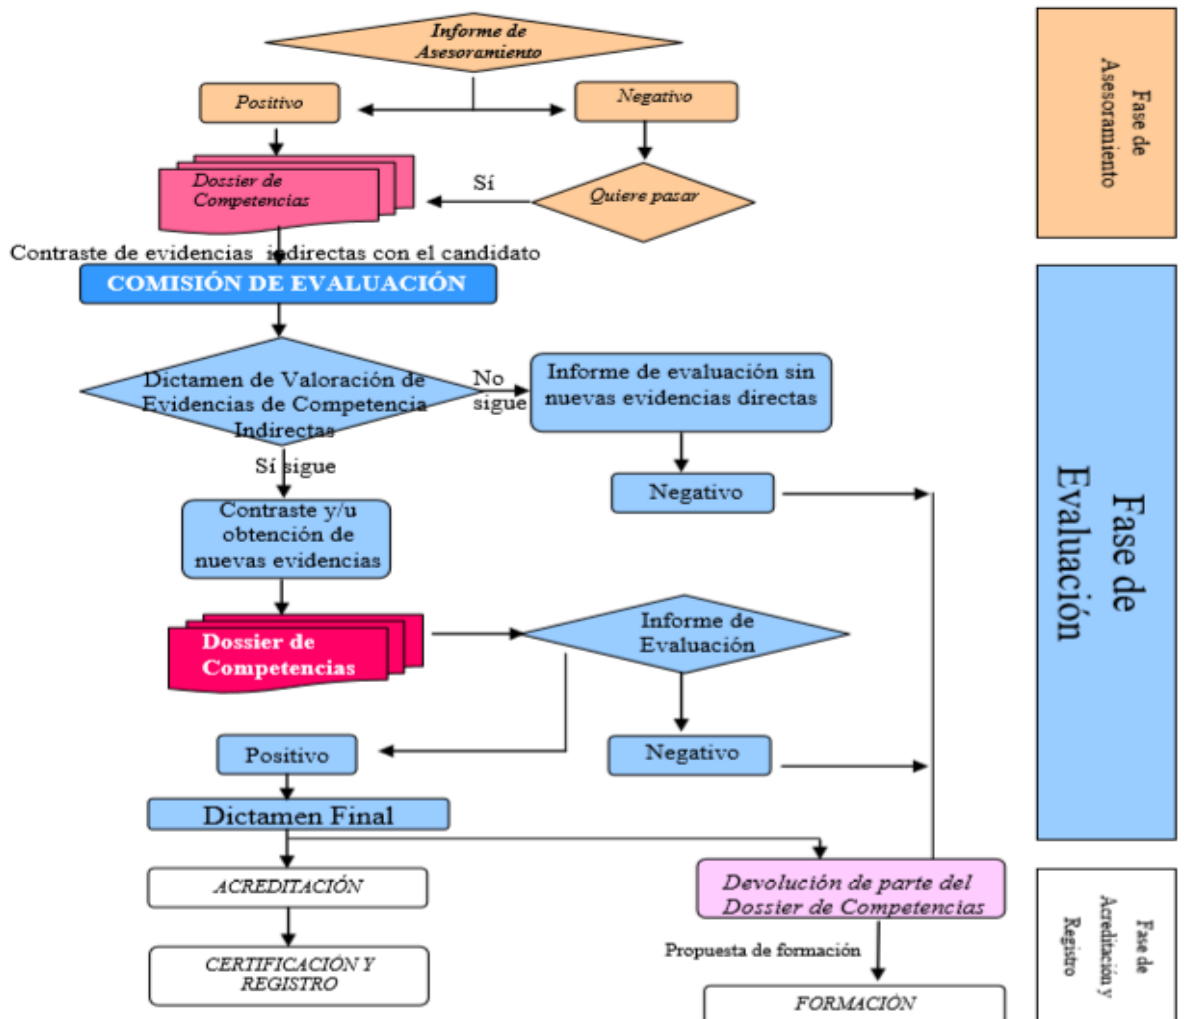 Informe de
Asesoramiento
Positivo
Negativo
Dossier de
Competencias
Sí
Quiere pasar
Contraste de evidencias indirectas con el candidato
COMISIÓN DE EVALUACIÓN
Dictamen de Valoración de
Evidencias de Competencia
Indirectas
No
sigue
Informe de evaluación sin
nuevas evidencias directas
Sí sigue
Negativo
Contraste y/u
obtención de
nuevas evidencias
Dossier de
Competencias
Informe de
Evaluación
Positivo
Negativo
Dictamen Final
ACREDITACIÓN
Devolución de parte del
Dossier de Competencias
Propuesta de formación
CERTIFICACIÓN Y
REGISTRO
FORMACIÓN
Fase de
Asesoramiento
Fase de
Evaluación
Fase de
Acreditación y
Registro